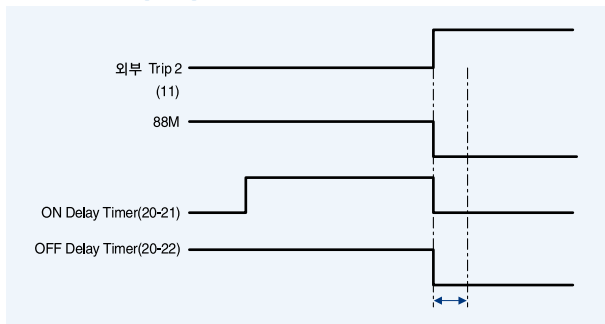 외부 Trip 2
(11)
88M
ON Delay Timer(20-21)
OFF Delay Timer(20-22)